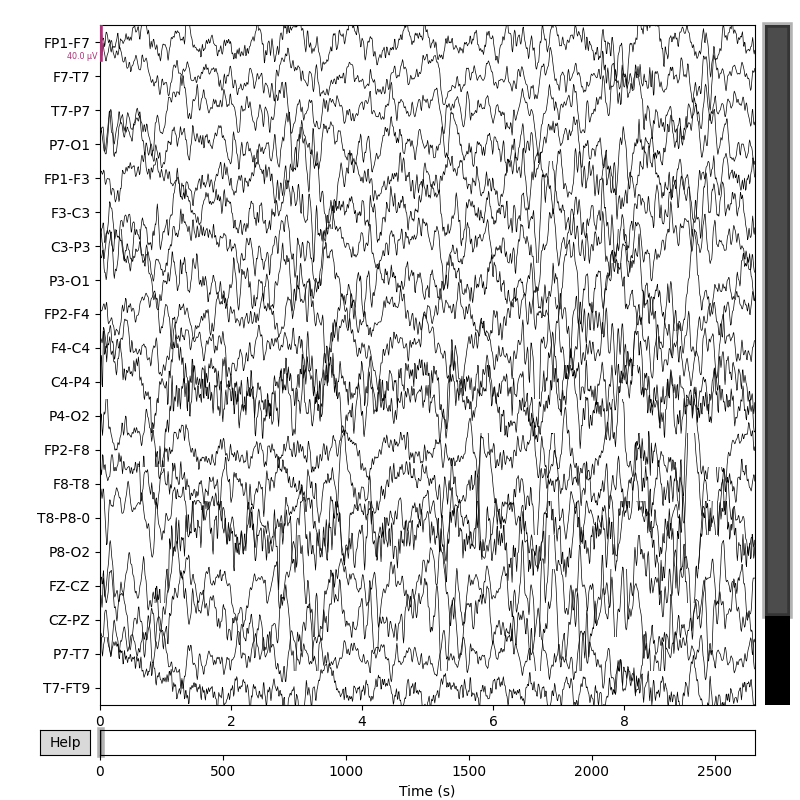 FP1-F7
40.0 µV
F7-T7
T7-P7
P7-O1
FP1-F3
F3-C3
C3-P3
P3-O1
FP2-F4
F4-C4
C4-P4
P4-O2
FP2-F8
F8-T8
T8-P8-0
P8-O2
FZ-CZ
CZ-PZ
P7-T7
T7-FT9
0 2 4 6 8
Help
0 500 1000 1500 2000 2500
Time (s)